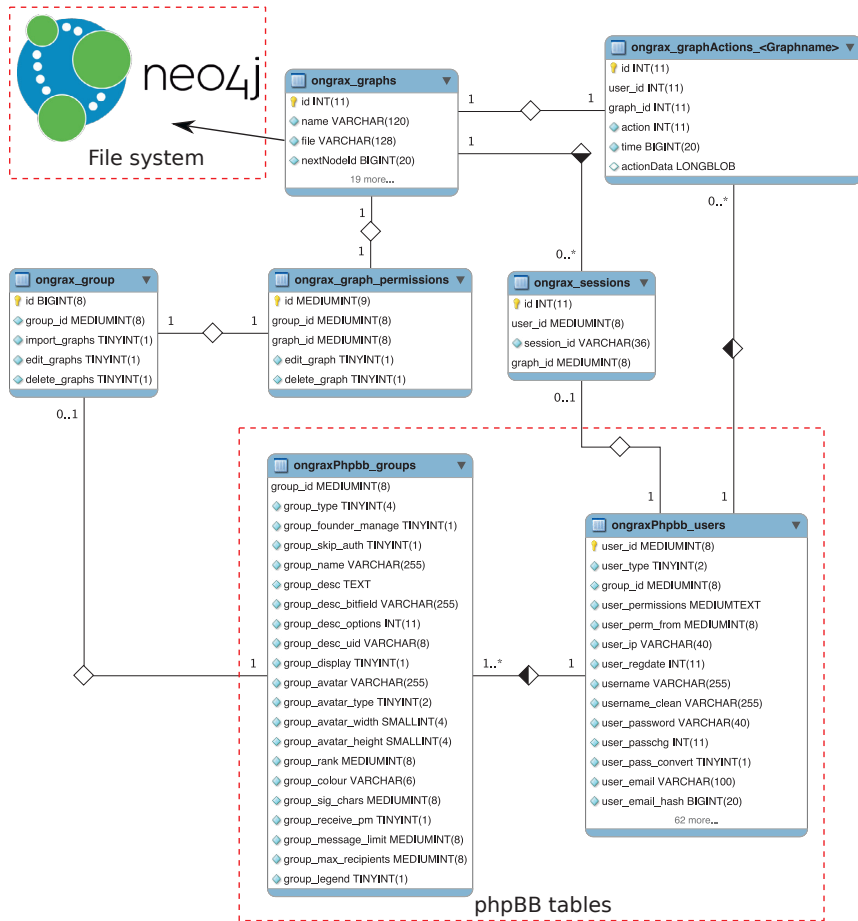 neo4j
File system
ongrax_graphs
id INT(11)
name VARCHAR(120)
file VARCHAR(128)
nextNodeId BIGINT(20)
19 more...
ongrax_graphActions_<Graphname>
id INT(11)
user_id INT(11)
graph_id INT(11)
action INT(11)
time BIGINT(20)
actionData LONGBLOB
1
1
1
0..*
0..*
1
1
1
ongrax_group
id BIGINT(8)
group_id MEDIUMINT(8)
import_graphs TINYINT(1)
edit_graphs TINYINT(1)
delete_graphs TINYINT(1)
1
1
ongrax_graph_permissions
id MEDIUMINT(9)
group_id MEDIUMINT(8)
graph_id MEDIUMINT(8)
edit_graph TINYINT(1)
delete_graph TINYINT(1)
ongrax_sessions
id INT(11)
user_id MEDIUMINT(8)
session_id VARCHAR(36)
graph_id MEDIUMINT(8)
0..1
0..1
1
1
ongraxPhpbb_groups
group_id MEDIUMINT(8)
group_type TINYINT(4)
group_founder_manage TINYINT(1)
group_skip_auth TINYINT(1)
group_name VARCHAR(255)
group_desc TEXT
group_desc_bitfield VARCHAR(255)
group_desc_options INT(11)
group_desc_uid VARCHAR(8)
group_display TINYINT(1)
group_avatar VARCHAR(255)
group_avatar_type TINYINT(2)
group_avatar_width SMALLINT(4)
group_avatar_height SMALLINT(4)
group_rank MEDIUMINT(8)
group_colour VARCHAR(6)
group_sig_chars MEDIUMINT(8)
group_receive_pm TINYINT(1)
group_message_limit MEDIUMINT(8)
group_max_recipients MEDIUMINT(8)
group_legend TINYINT(1)
1
1..*
1
ongraxPhpbb_users
user_id MEDIUMINT(8)
user_type TINYINT(2)
group_id MEDIUMINT(8)
user_permissions MEDIUMTEXT
user_perm_from MEDIUMINT(8)
user_ip VARCHAR(40)
user_regdate INT(11)
username VARCHAR(255)
username_clean VARCHAR(255)
user_password VARCHAR(40)
user_passchg INT(11)
user_pass_convert TINYINT(1)
user_email VARCHAR(100)
user_email_hash BIGINT(20)
62 more...
phpBB tables